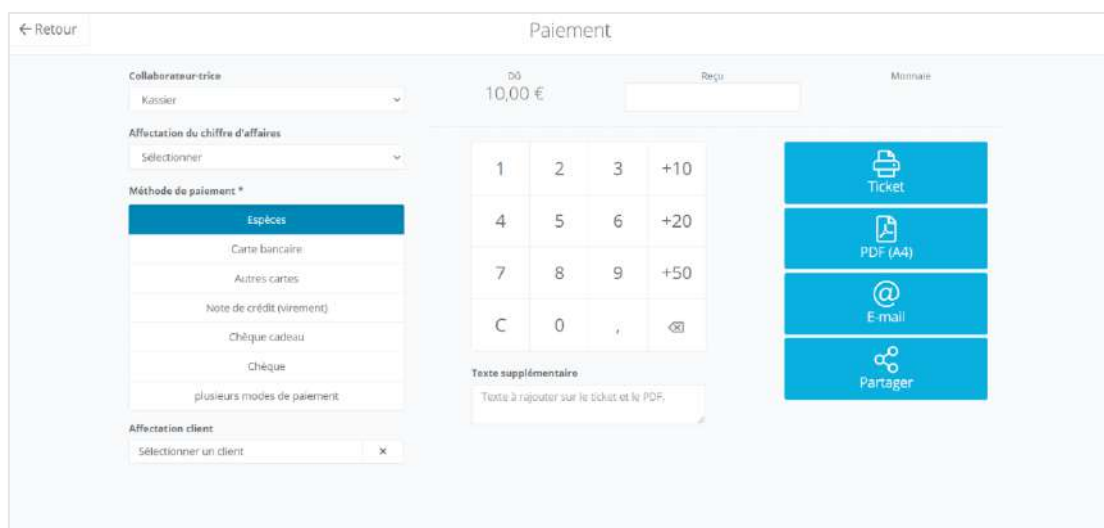 ← Retour
Paiement
Collaborateur·trice
Kassier
Affectation du chiffre d'affaires
Sélectionner
Méthode de paiement *
Espèces
Carte bancaire
Autres cartes
Note de crédit (virement)
Chèque cadeau
Chèque
plusieurs modes de paiement
Affectation client
Sélectionner un client ×
Dû
10,00 €
Reçu
Monnaie
1 2 3 +10
4 5 6 +20
7 8 9 +50
C 0 ,
Texte supplémentaire
Texte à rajouter sur le ticket et le PDF.
Ticket
PDF (A4)
E-mail
Partager